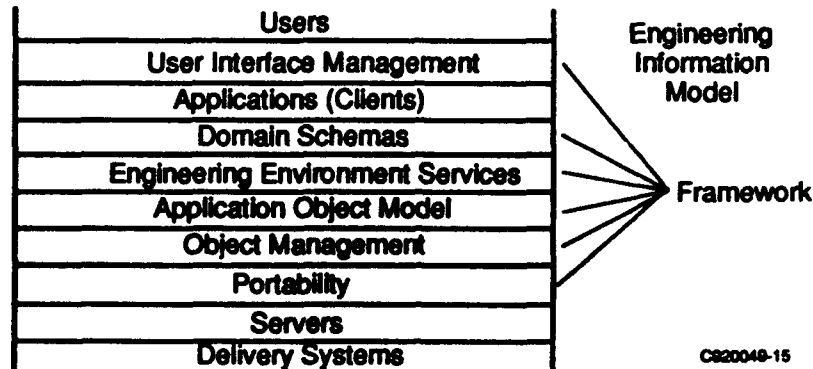 Users
User Interface Management
Applications (Clients)
Domain Schemas
Engineering Environment Services
Application Object Model
Object Management
Portability
Servers
Delivery Systems
Engineering
Information
Model
Framework
C920049-15